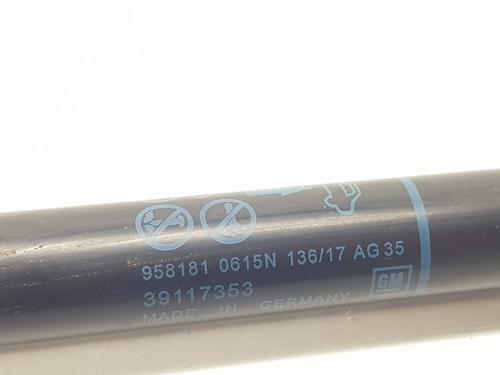 958181 0615N 136/17 AG 35
39117353
MADE IN GERMANY GM